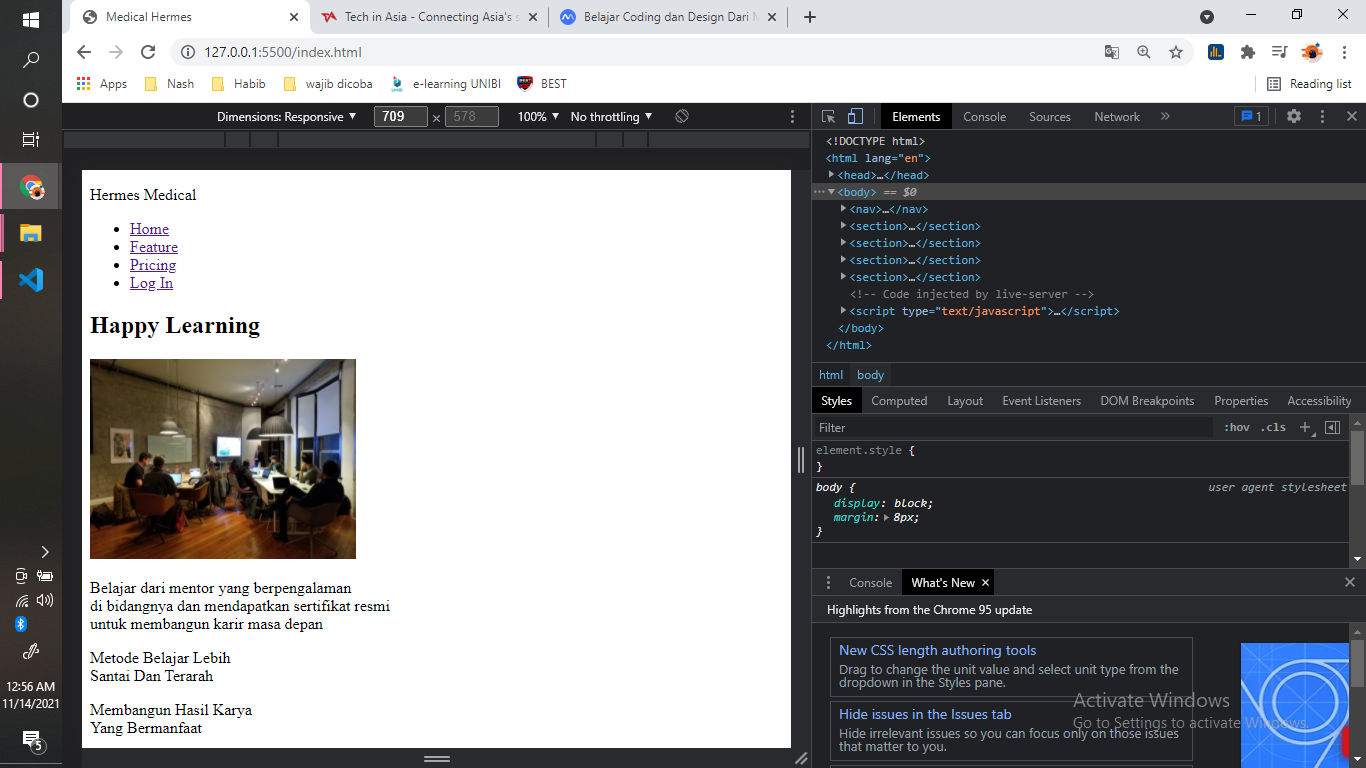 Medical Hermes
Tech in Asia - Connecting Asia's s
Belajar Coding dan Design Dari M
127.0.0.1:5500/index.html
Apps
Nash
Habib
wajib dicoba
e-learning UNIBI
BEST
Reading list
Dimensions: Responsive
709
×
578
100%
No throttling
Elements
Console
Sources
Network
»
1
Hermes Medical
• Home
• Feature
• Pricing
• Log In
Happy Learning
Belajar dari mentor yang berpengalaman
di bidangnya dan mendapatkan sertifikat resmi
untuk membangun karir masa depan
Metode Belajar Lebih
Santai Dan Terarah
Membangun Hasil Karya
Yang Bermanfaat
<!DOCTYPE html>
<html lang="en">
<head>…</head>
<body> == $0
<nav>…</nav>
<section>…</section>
<section>…</section>
<section>…</section>
<section>…</section>
<!-- Code injected by live-server -->
<script type="text/javascript">…</script>
</body>
</html>
html
body
Styles
Computed
Layout
Event Listeners
DOM Breakpoints
Properties
Accessibility
Filter
:hov
.cls
element.style {
}
body {
user agent stylesheet
display: block;
margin: 8px;
}
Console
What's New
Highlights from the Chrome 95 update
New CSS length authoring tools
Drag to change the unit value and select unit type from the
dropdown in the Styles pane.
Hide issues in the Issues tab
Hide irrelevant issues so you can focus only on those issues
that matter to you.
Activate Windows
Go to Settings to activate Windows.
12:56 AM
11/14/2021
5